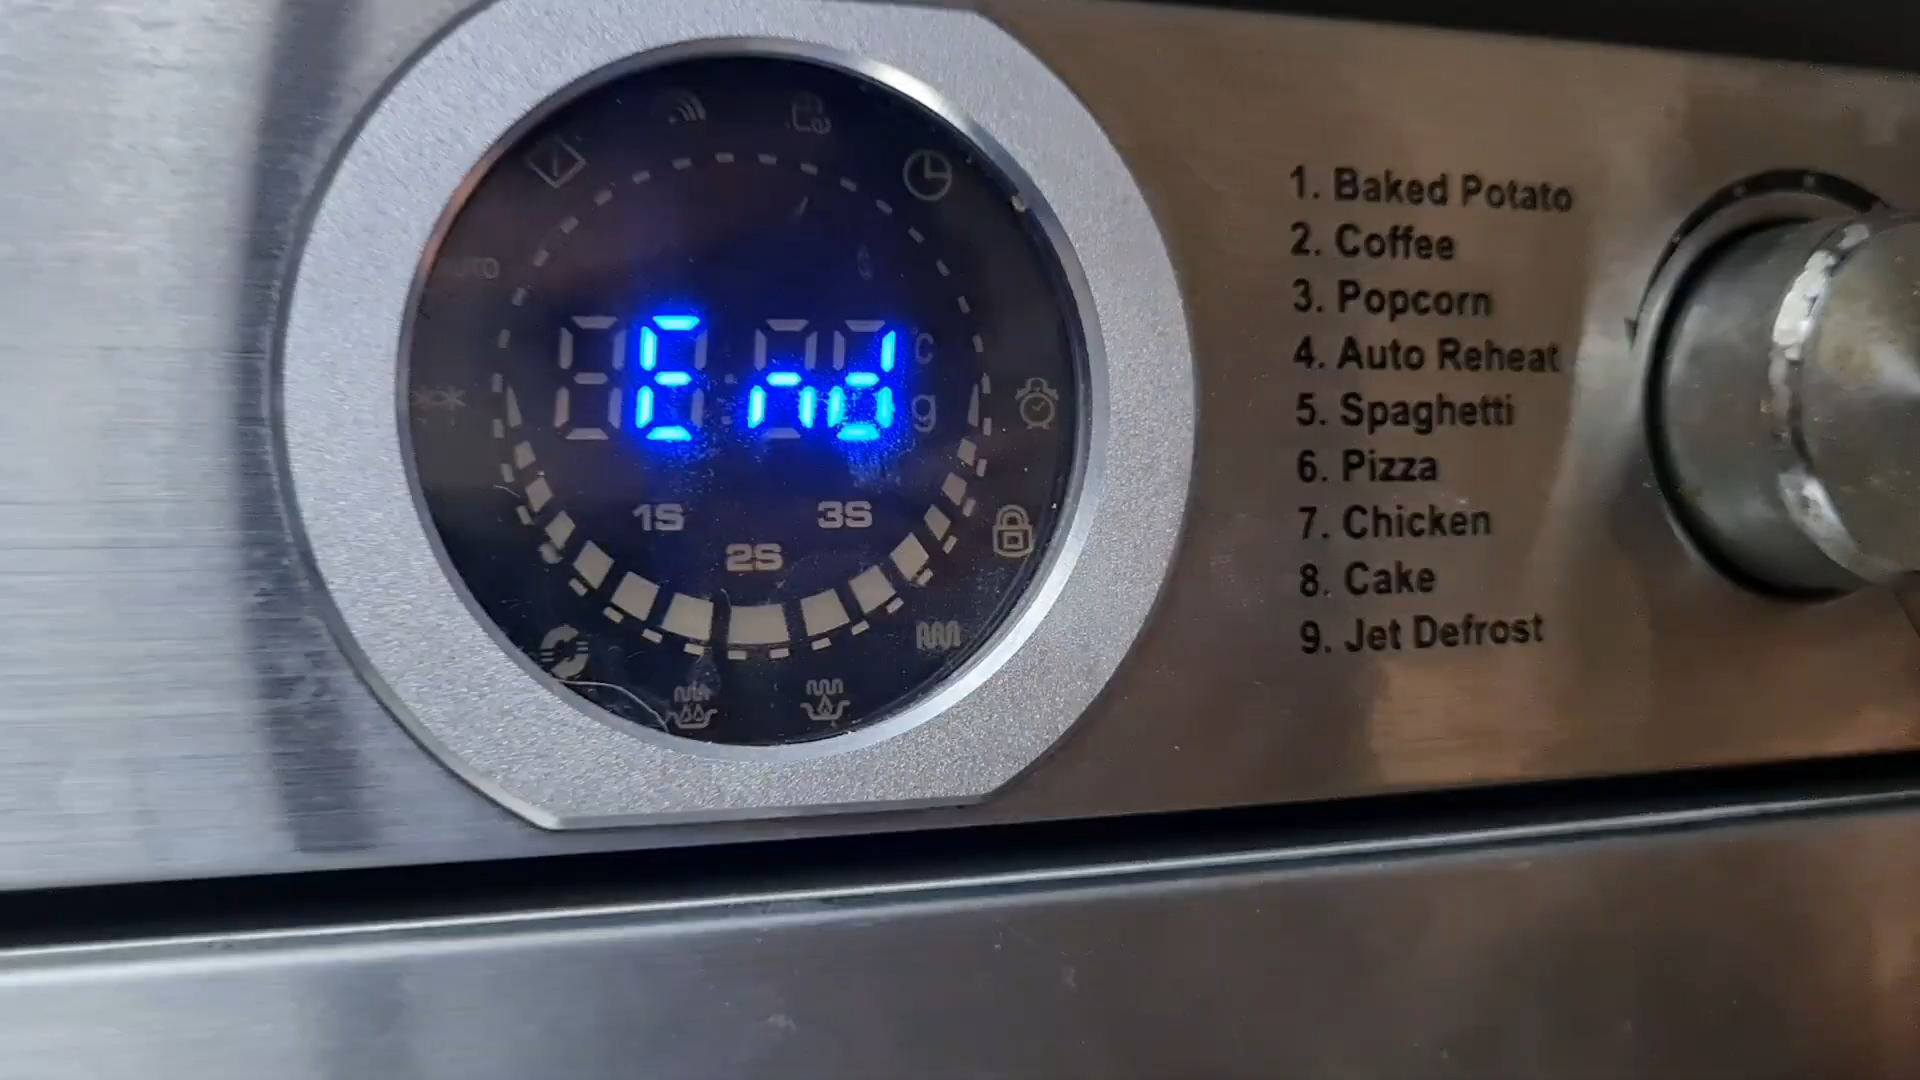 AUTO
End
c
g
1S
2S
3S
1. Baked Potato
2. Coffee
3. Popcorn
4. Auto Reheat
5. Spaghetti
6. Pizza
7. Chicken
8. Cake
9. Jet Defrost